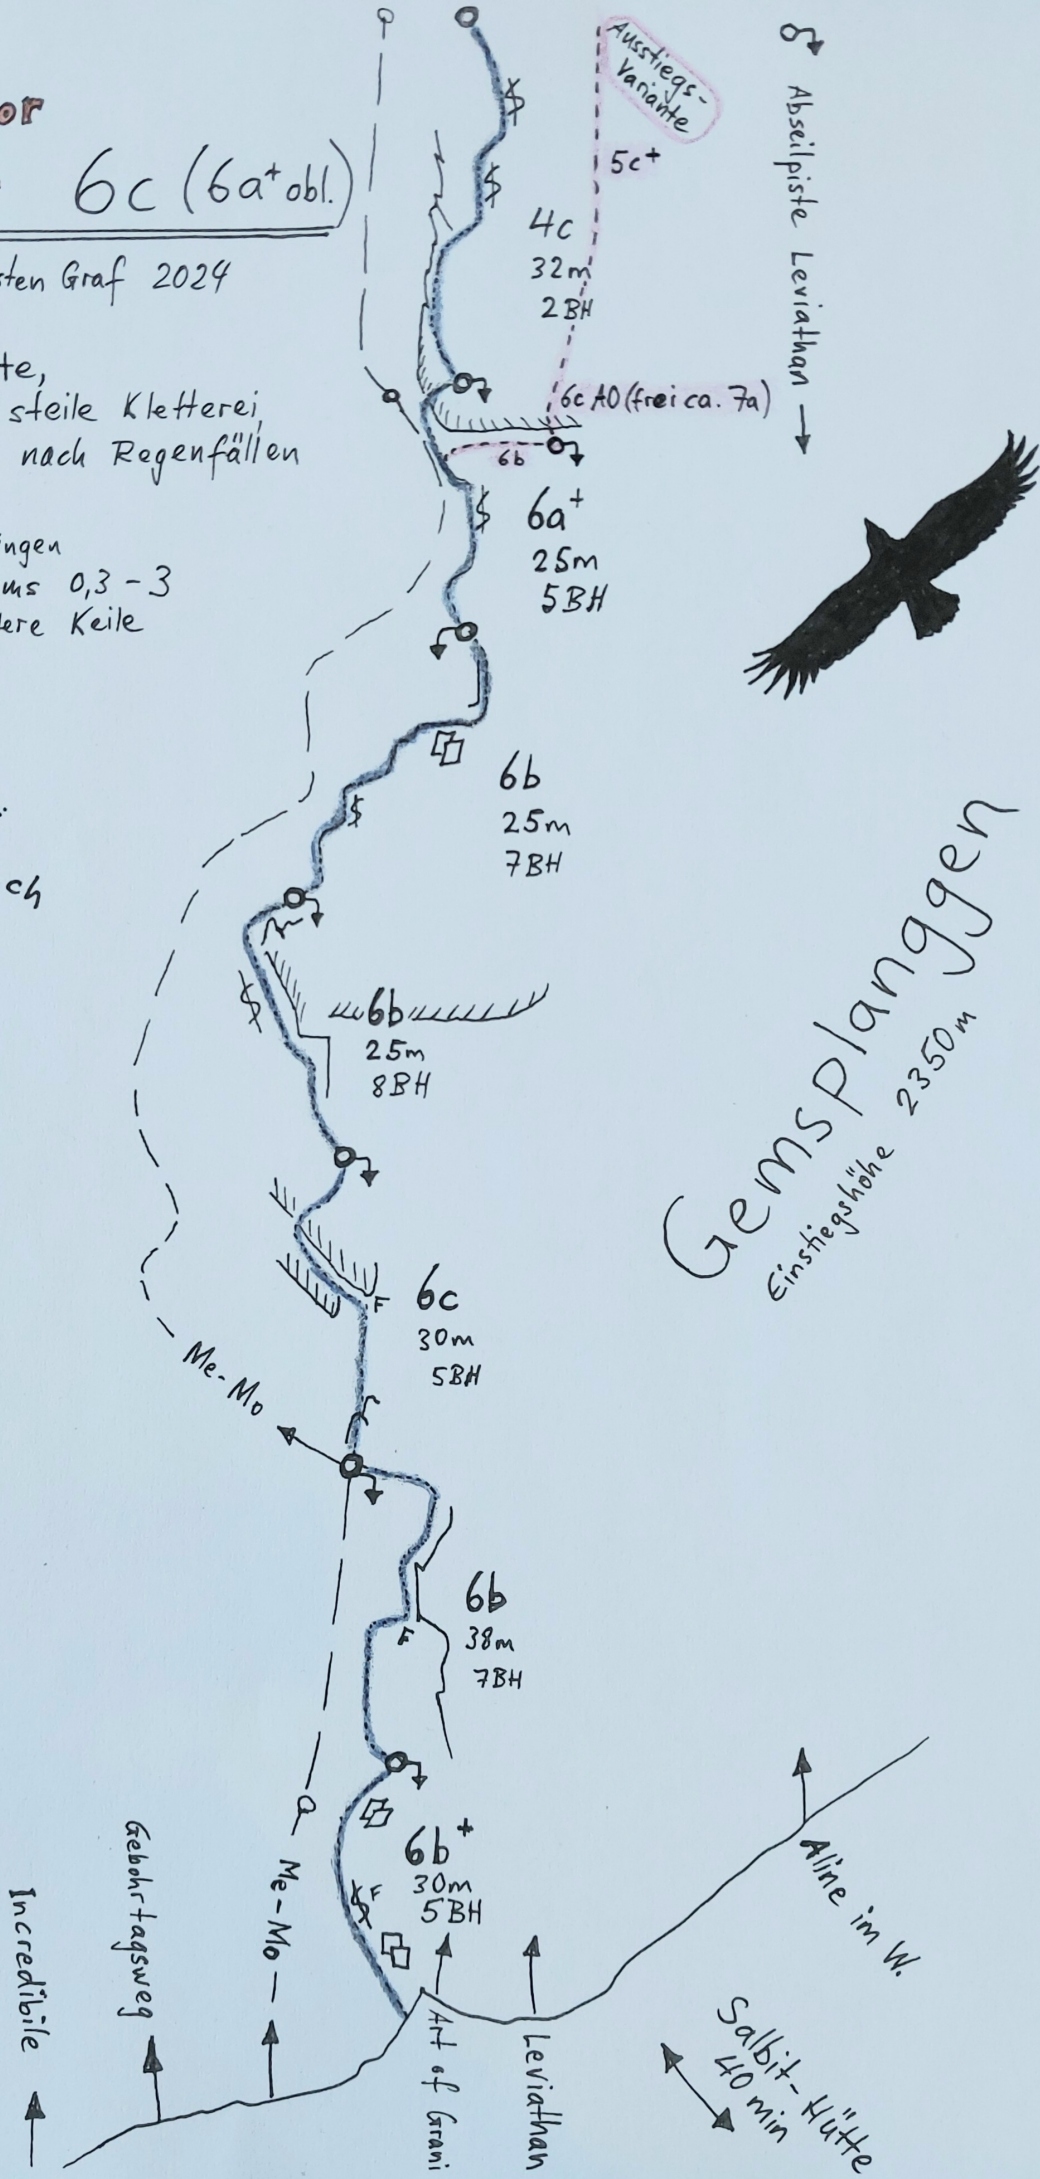 or
6c (6a+ obl.)
ten Graf 2024
te,
steile Kletterei,
nach Regenfällen
ngen
ms 0,3 - 3
ere Keile
ch
Ausstiegs-
Variante
5c+
4c
32m
2BH
Abseilpiste Leviathan
6c A0 (frei ca. 7a)
6b
6a+
25m
5BH
6b
25m
7BH
6b
25m
8BH
Gemsplanggen
Einstiegshöhe 2350m
F
6c
30m
5BH
Me-Mo
6b
38m
7BH
F
6b+
30m
5BH
F
Aline im W.
Salbit-Hütte
40 min
Leviathan
Art of Grani
Me-Mo
Gebohrtagsweg
Incredibile